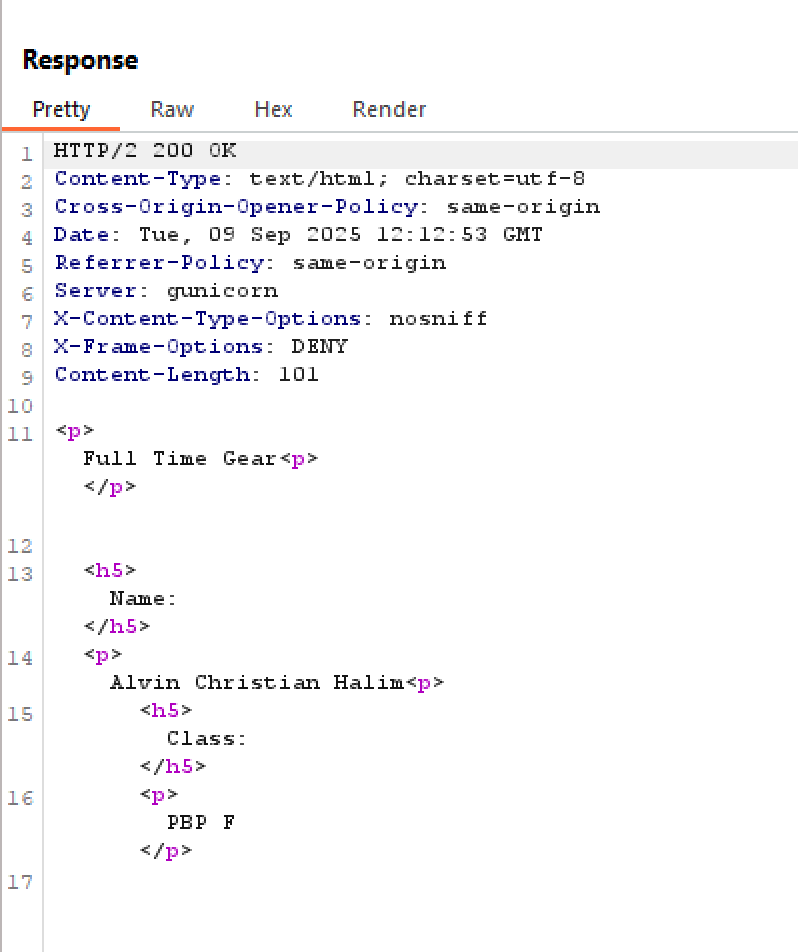 Response
Pretty Raw Hex Render
1 HTTP/2 200 OK
2 Content-Type: text/html; charset=utf-8
3 Cross-Origin-Opener-Policy: same-origin
4 Date: Tue, 09 Sep 2025 12:12:53 GMT
5 Referrer-Policy: same-origin
6 Server: gunicorn
7 X-Content-Type-Options: nosniff
8 X-Frame-Options: DENY
9 Content-Length: 101
10
11 <p>
Full Time Gear<p>
</p>
12
13 <h5>
Name:
</h5>
14 <p>
Alvin Christian Halim<p>
15 <h5>
Class:
</h5>
16 <p>
PBP F
</p>
17